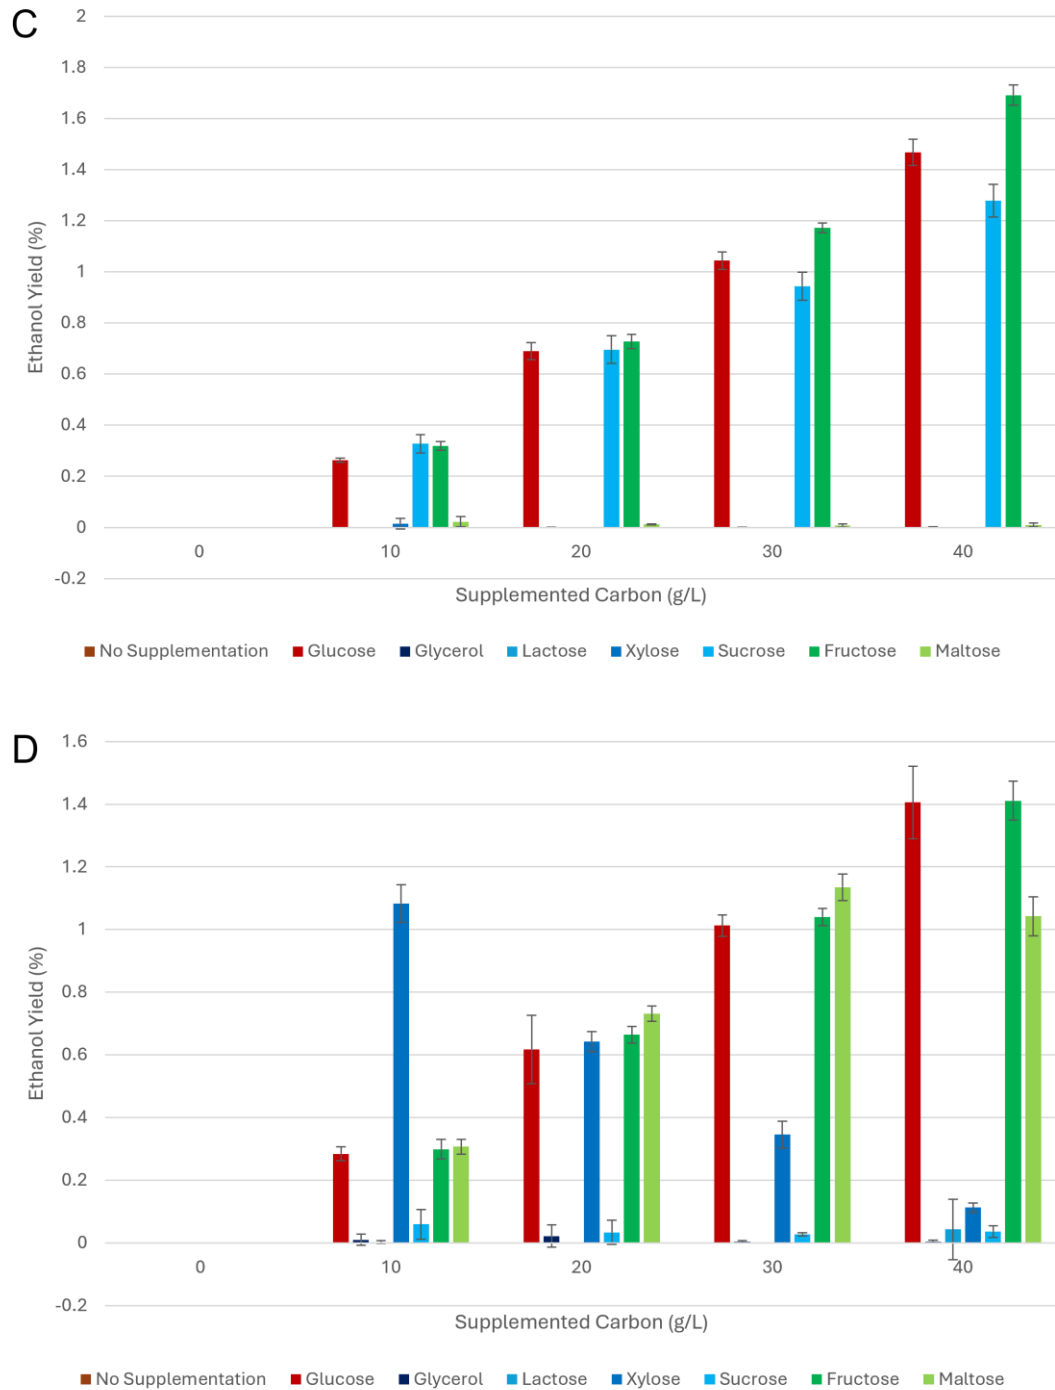 C
2
1.8
1.6
1.4
1.2
1
0.8
0.6
0.4
0.2
0
-0.2
Ethanol Yield (%)
0 10 20 30 40
Supplemented Carbon (g/L)
No Supplementation Glucose Glycerol Lactose Xylose Sucrose Fructose Maltose
D
1.6
1.4
1.2
1
0.8
0.6
0.4
0.2
0
-0.2
Ethanol Yield (%)
0 10 20 30 40
Supplemented Carbon (g/L)
No Supplementation Glucose Glycerol Lactose Xylose Sucrose Fructose Maltose